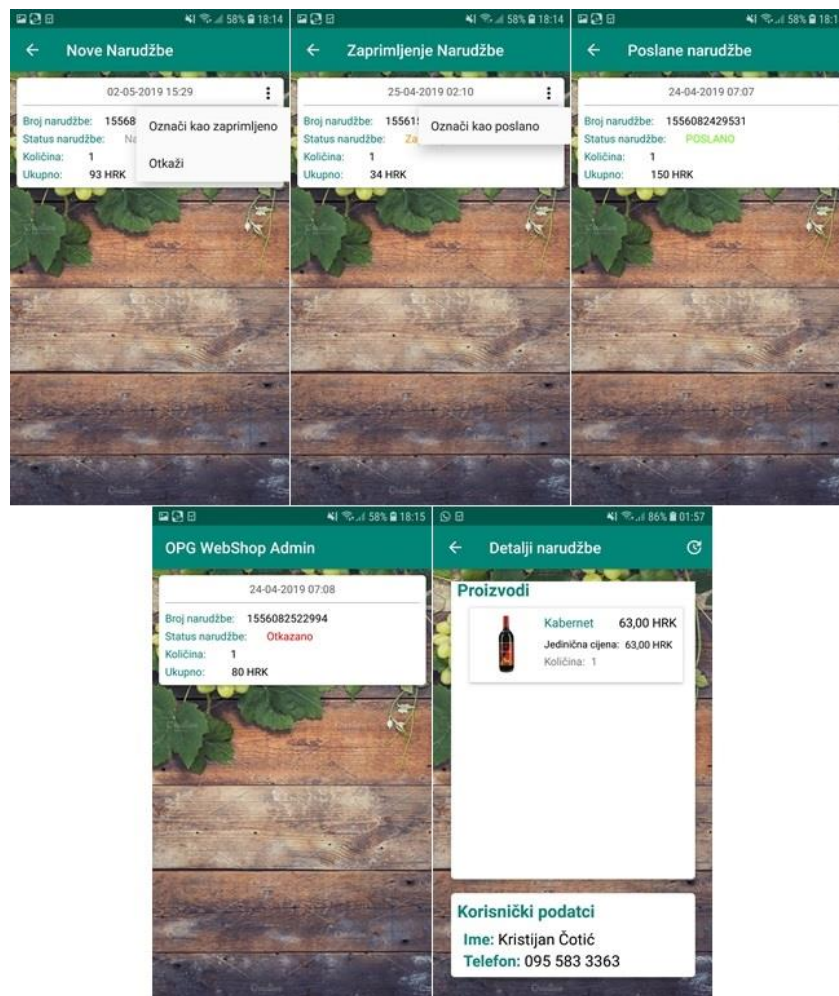 58% 18:14
Nove Narudžbe
02-05-2019 15:29
Broj narudžbe: 15568
Označi kao zaprimljeno
Status narudžbe: Na
Količina: 1
Otkaži
Ukupno: 93 HRK
58% 18:14
Zaprimljenje Narudžbe
25-04-2019 02:10
Broj narudžbe: 15561
Označi kao poslano
Status narudžbe: Za
Količina: 1
Ukupno: 34 HRK
58% 18:1
Poslane narudžbe
24-04-2019 07:07
Broj narudžbe: 1556082429531
Status narudžbe: POSLANO
Količina: 1
Ukupno: 150 HRK
58% 18:15
OPG WebShop Admin
24-04-2019 07:08
Broj narudžbe: 1556082522994
Status narudžbe: Otkazano
Količina: 1
Ukupno: 80 HRK
86% 01:57
Detalji narudžbe
Proizvodi
Kabernet 63,00 HRK
Jedinična cijena: 63,00 HRK
Količina: 1
Korisnički podatci
Ime: Kristijan Čotić
Telefon: 095 583 3363